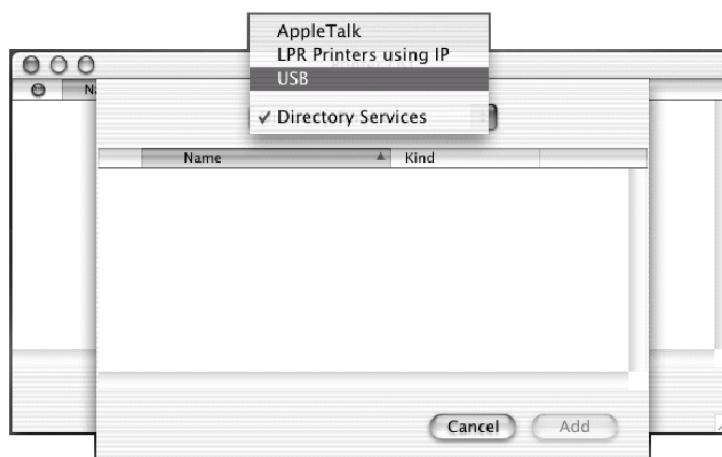 AppleTalk
LPR Printers using IP
USB
✓ Directory Services
Name Kind
Cancel Add